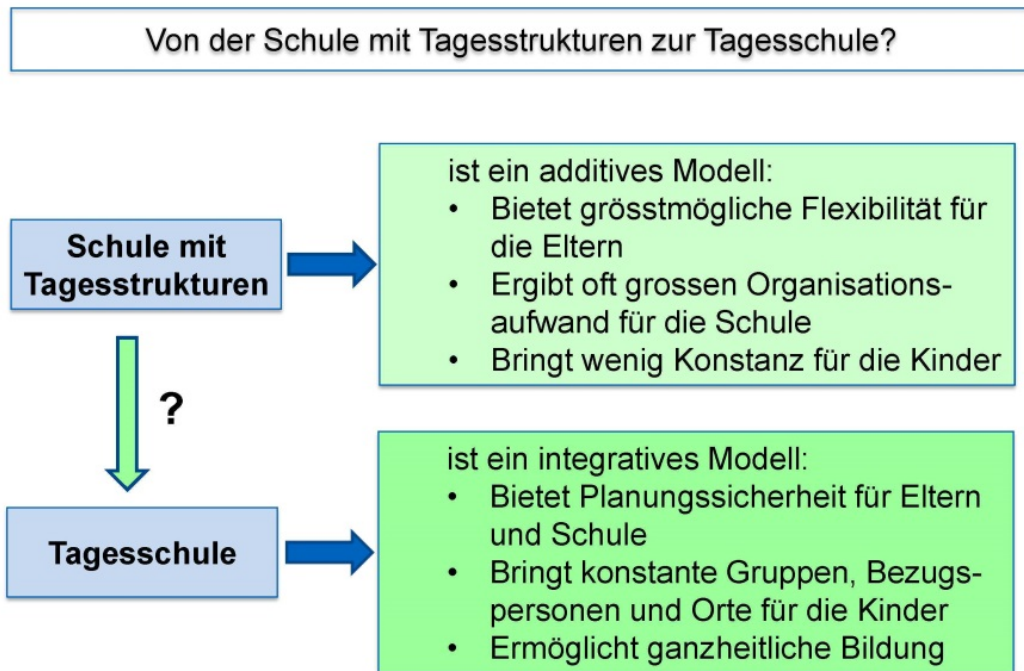 Von der Schule mit Tagesstrukturen zur Tagesschule?
Schule mit
Tagesstrukturen
ist ein additives Modell:
• Bietet grösstmögliche Flexibilität für
die Eltern
• Ergibt oft grossen Organisations-
aufwand für die Schule
• Bringt wenig Konstanz für die Kinder
?
Tagesschule
ist ein integratives Modell:
• Bietet Planungssicherheit für Eltern
und Schule
• Bringt konstante Gruppen, Bezugs-
personen und Orte für die Kinder
• Ermöglicht ganzheitliche Bildung